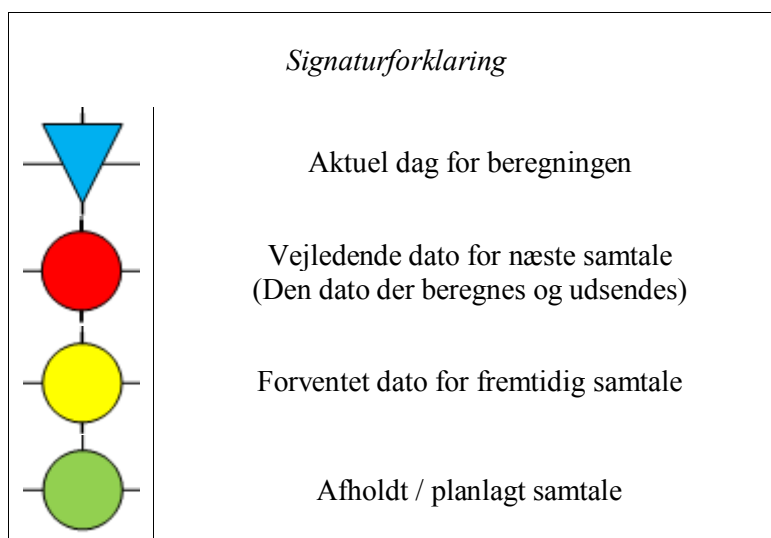 Signaturforklaring
Aktuel dag for beregningen
Vejledende dato for næste samtale
(Den dato der beregnes og udsendes)
Forventet dato for fremtidig samtale
Afholdt / planlagt samtale